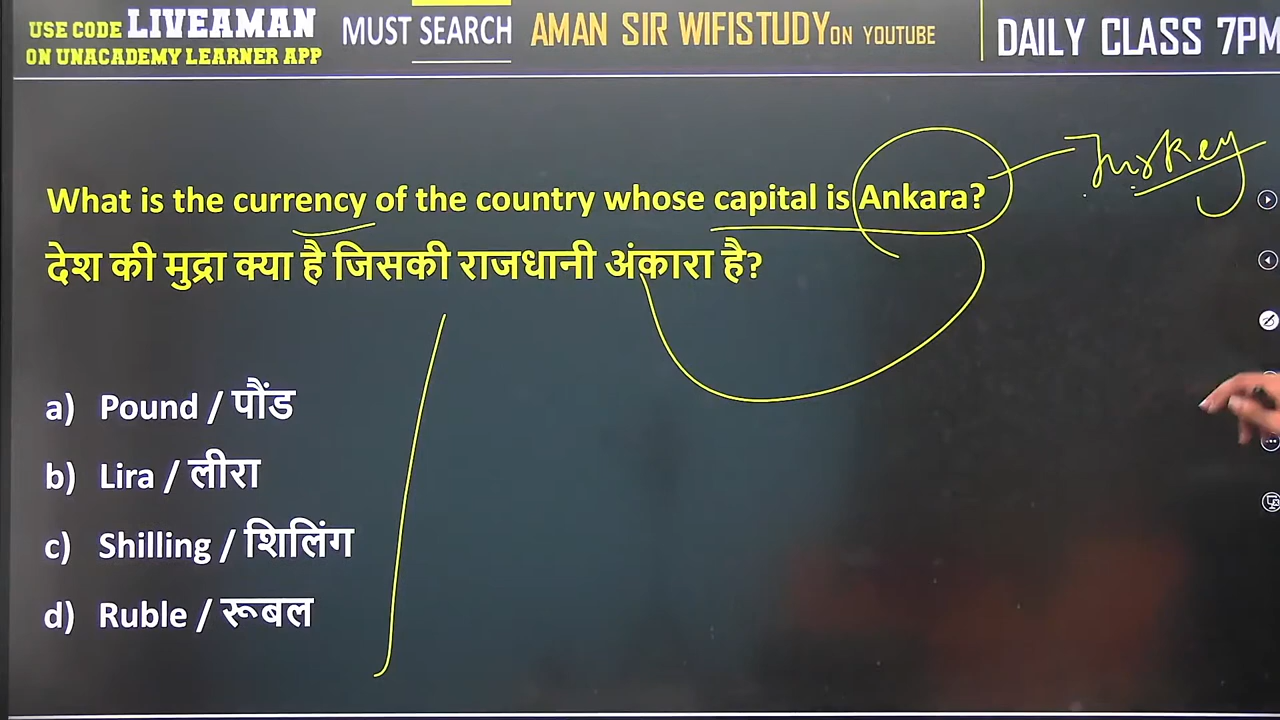 USE CODE LIVEAMAN
ON UNACADEMY LEARNER APP
MUST SEARCH AMAN SIR WIFISTUDY ON YOUTUBE
DAILY CLASS 7PM
Turkey
What is the currency of the country whose capital is Ankara?
देश की मुद्रा क्या है जिसकी राजधानी अंकारा है?
a) Pound / पौंड
b) Lira / लीरा
c) Shilling / शिलिंग
d) Ruble / रूबल